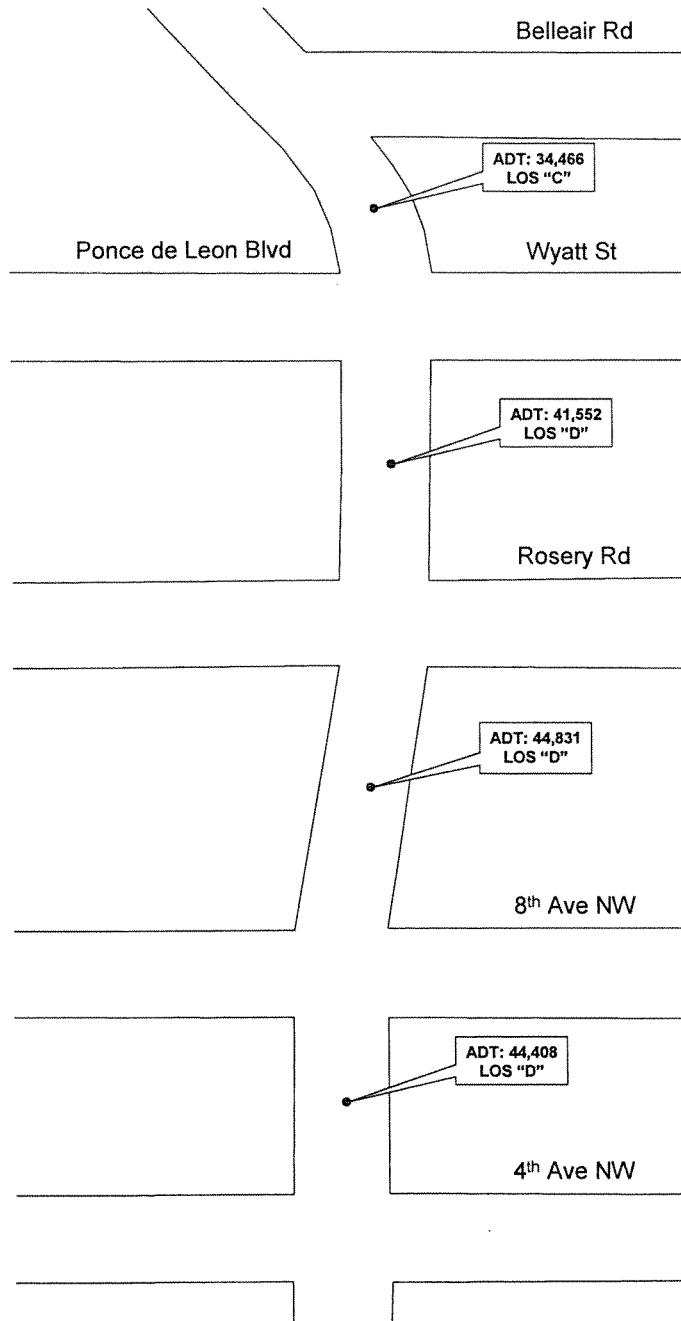 Belleair Rd
ADT: 34,466
LOS "C"
Ponce de Leon Blvd
Wyatt St
ADT: 41,552
LOS "D"
Rosery Rd
ADT: 44,831
LOS "D"
8th Ave NW
ADT: 44,408
LOS "D"
4th Ave NW